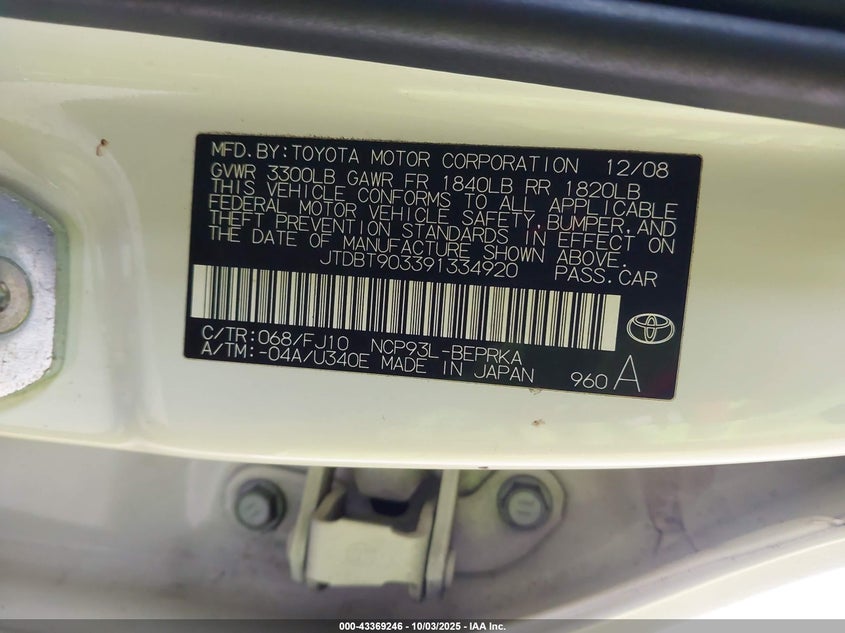 MFD.BY:TOYOTA MOTOR CORPORATION 12/08
GVWR 3300LB GAWR FR 1840LB RR 1820LB
THIS VEHICLE CONFORMS TO ALL APPLICABLE
FEDERAL MOTOR VEHICLE SAFETY,BUMPER,AND
THEFT PREVENTION STANDARDS IN EFFECT ON
THE DATE OF MANUFACTURE SHOWN ABOVE.
JTDBT903391334920 PASS.CAR
C/TR:068/FJ10 NCP93L-BEPRKA
A/TM:-04A/U340E MADE IN JAPAN 960 A
000-43369246 - 10/03/2025 - IAA Inc.